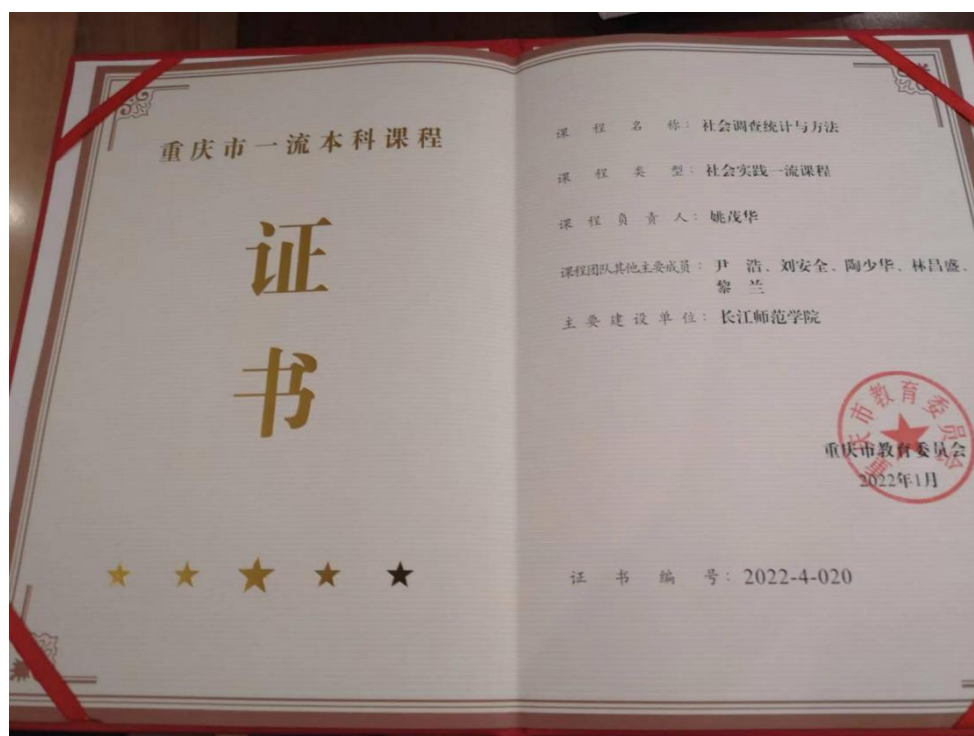 重庆市一流本科课程
证
书
课程名称：社会调查统计与方法
课程类型：社会实践一流课程
课程负责人：姚茂华
课程团队其他主要成员：尹 浩、刘安全、陶少华、林昌盛、
黎 兰
主要建设单位：长江师范学院
重庆市教育委员会
重庆市教育委员会
2022年1月
证书编号：2022-4-020